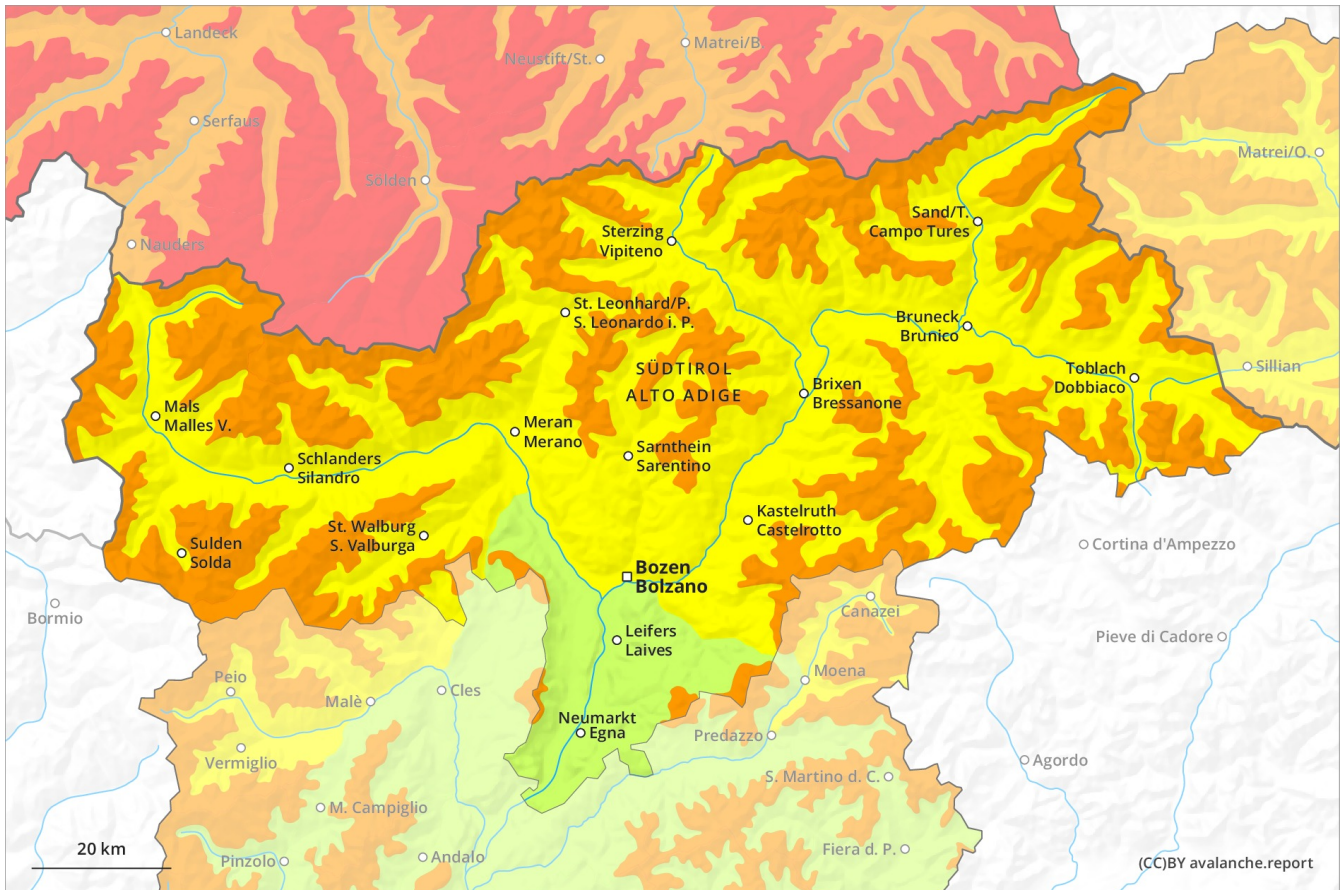 Landeck
Matrei/B.
Neustift/St.
Serfaus
Matrei/O.
Sölden
Sand/T.
Campo Tures
Sterzing
Vipiteno
Nauders
St. Leonhard/P.
S. Leonardo i. P.
Bruneck
Brunico
SÜDTIROL
ALTO ADIGE
Toblach
Dobbiaco
Sillian
Brixen
Bressanone
Mals
Malles V.
Meran
Merano
Sarnthein
Sarentino
Schlanders
Silandro
Kastelruth
Castelrotto
St. Walburg
S. Valburga
Sulden
Solda
Cortina d'Ampezzo
Bozen
Bolzano
Bormio
Canazei
Leifers
Laives
Pieve di Cadore
Peio
Moena
Malè
Cles
Neumarkt
Egna
Predazzo
Vermiglio
Agordo
S. Martino d. C.
M. Campiglio
20 km
Pinzolo
Andalo
Fiera d. P.
(CC)BY avalanche.report